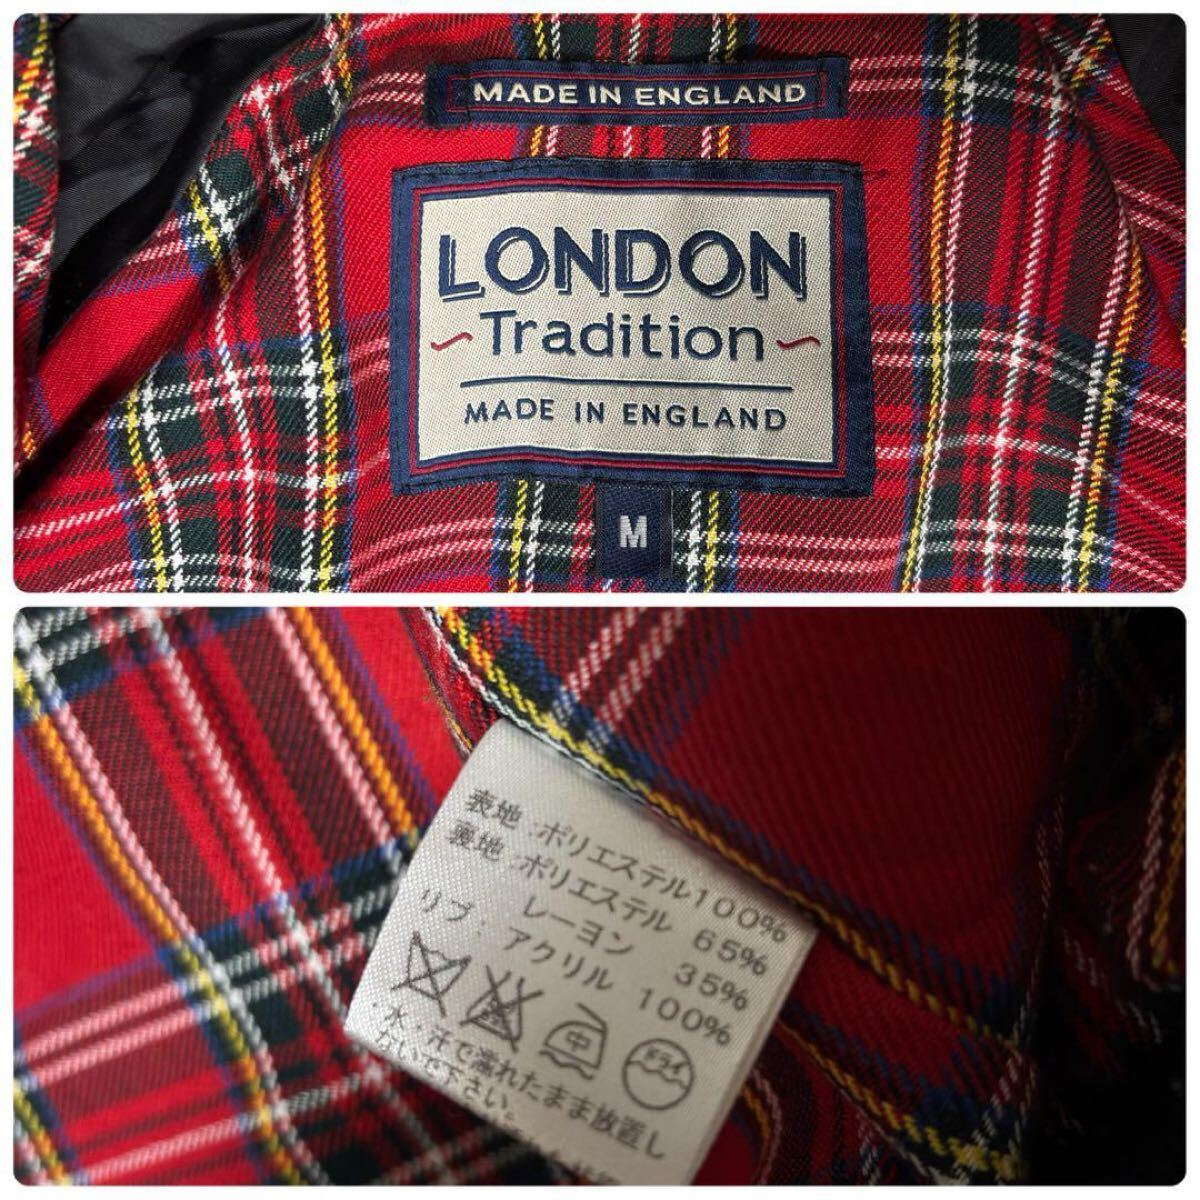 MADE IN ENGLAND
LONDON
Tradition
MADE IN ENGLAND
M
表地:ポリエステル100%
裏地:ポリエステル 65%
レーヨン 35%
リブ: アクリル 100%
中 ドライ
・水・汗で濡れたまま放置し
ないで下さい。